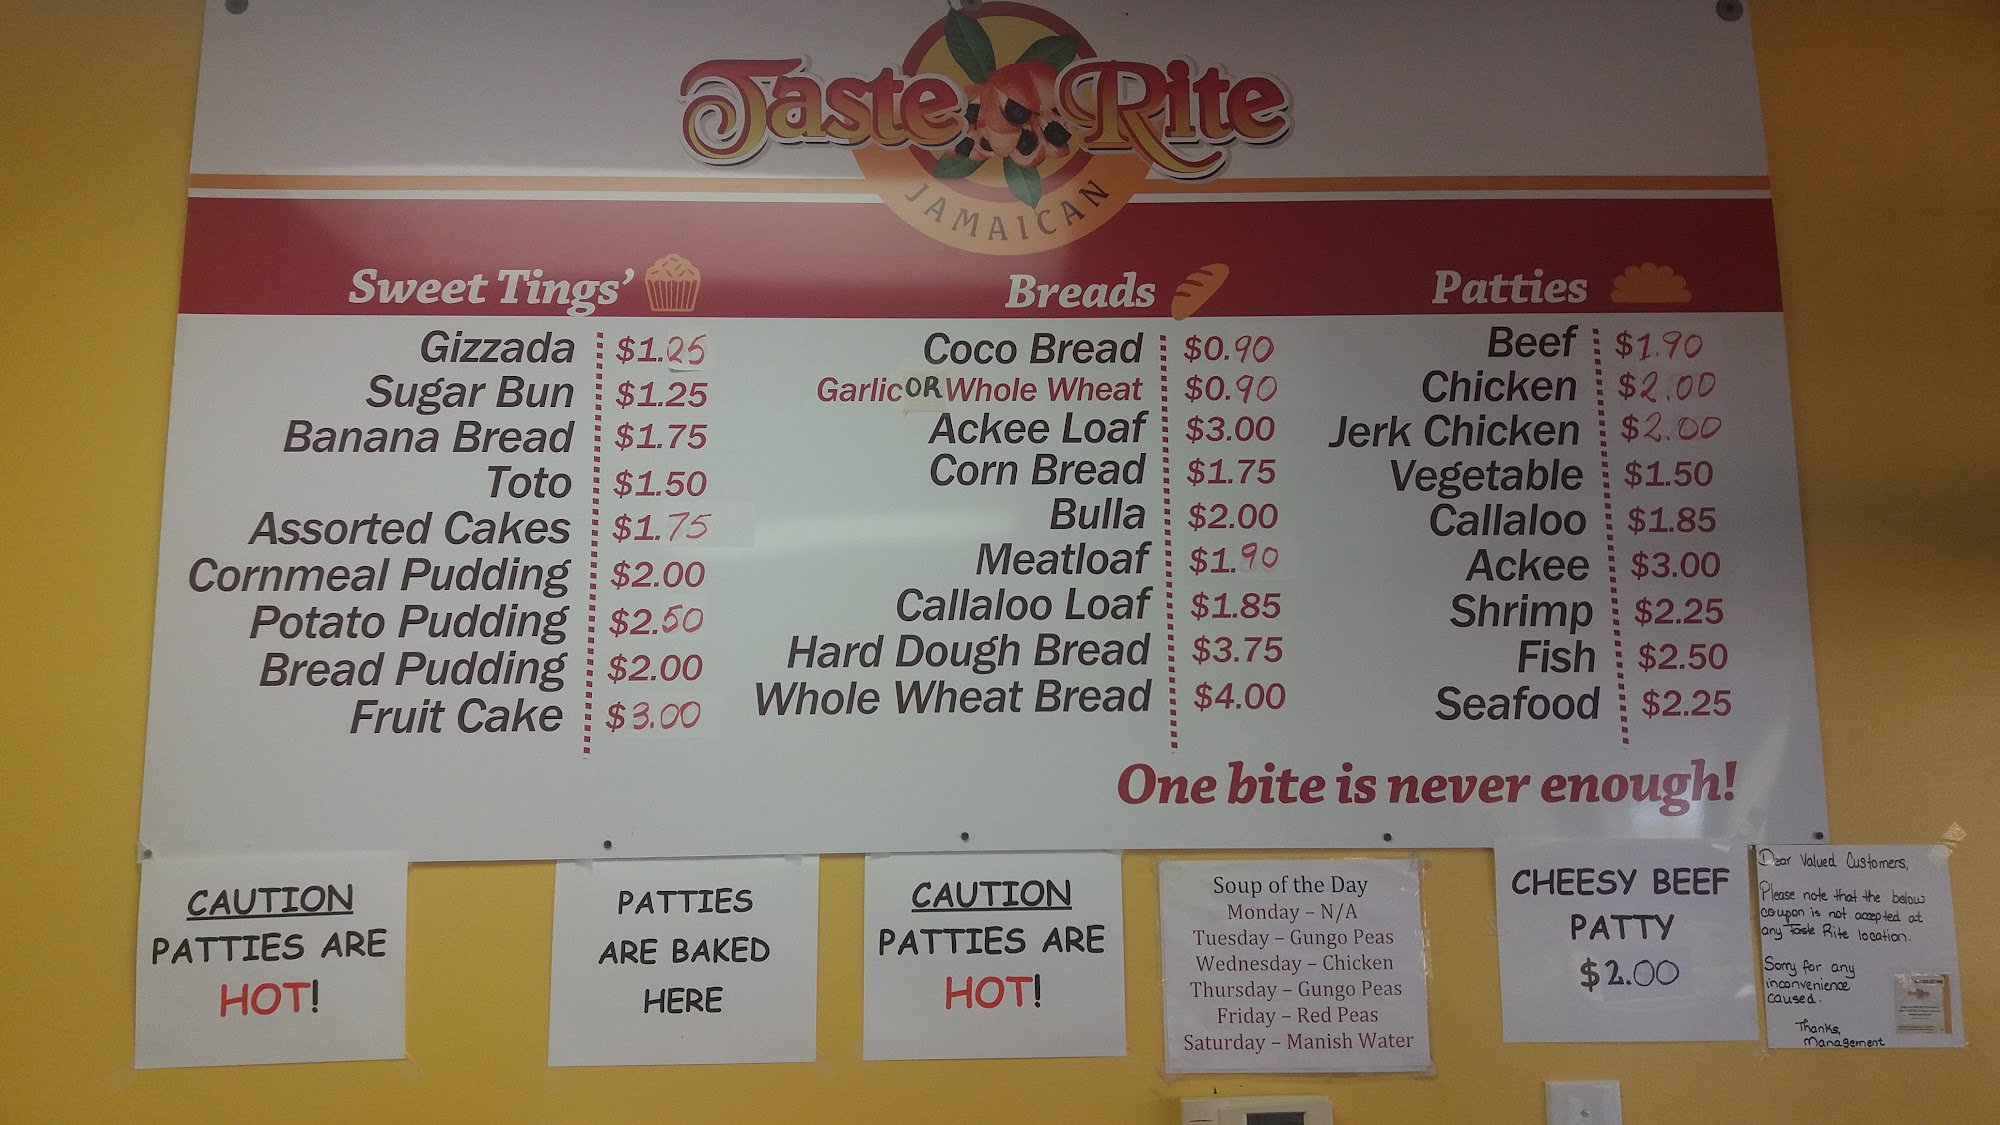 Taste Rite
JAMAICAN
Sweet Tings'
Gizzada $1.25
Sugar Bun $1.25
Banana Bread $1.75
Toto $1.50
Assorted Cakes $1.75
Cornmeal Pudding $2.00
Potato Pudding $2.50
Bread Pudding $2.00
Fruit Cake $3.00
Breads
Coco Bread $0.90
Garlic OR Whole Wheat $0.90
Ackee Loaf $3.00
Corn Bread $1.75
Bulla $2.00
Meatloaf $1.90
Callaloo Loaf $1.85
Hard Dough Bread $3.75
Whole Wheat Bread $4.00
Patties
Beef $1.90
Chicken $2.00
Jerk Chicken $2.00
Vegetable $1.50
Callaloo $1.85
Ackee $3.00
Shrimp $2.25
Fish $2.50
Seafood $2.25
One bite is never enough!
CAUTION
PATTIES ARE
HOT!
PATTIES
ARE BAKED
HERE
CAUTION
PATTIES ARE
HOT!
Soup of the Day
Monday – N/A
Tuesday – Gungo Peas
Wednesday – Chicken
Thursday – Gungo Peas
Friday – Red Peas
Saturday – Manish Water
CHEESY BEEF
PATTY
$2.00
Dear Valued Customers,
Please note that the below
coupon is not accepted at
any Taste Rite location.
Sorry for any
inconvenience
caused.
Thanks,
Management